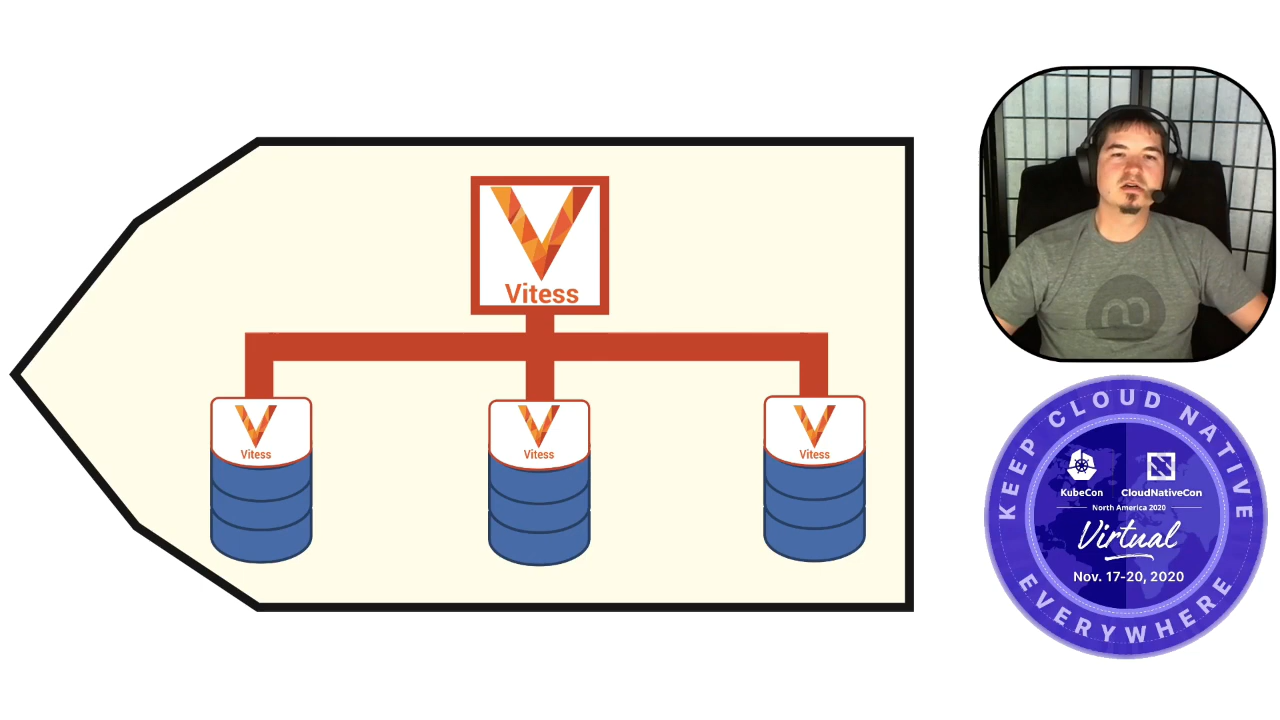 Vitess
Vitess
Vitess
Vitess
KEEP CLOUD NATIVE
KubeCon
CloudNativeCon
North America 2020
Virtual
Nov. 17-20, 2020
EVERYWHERE